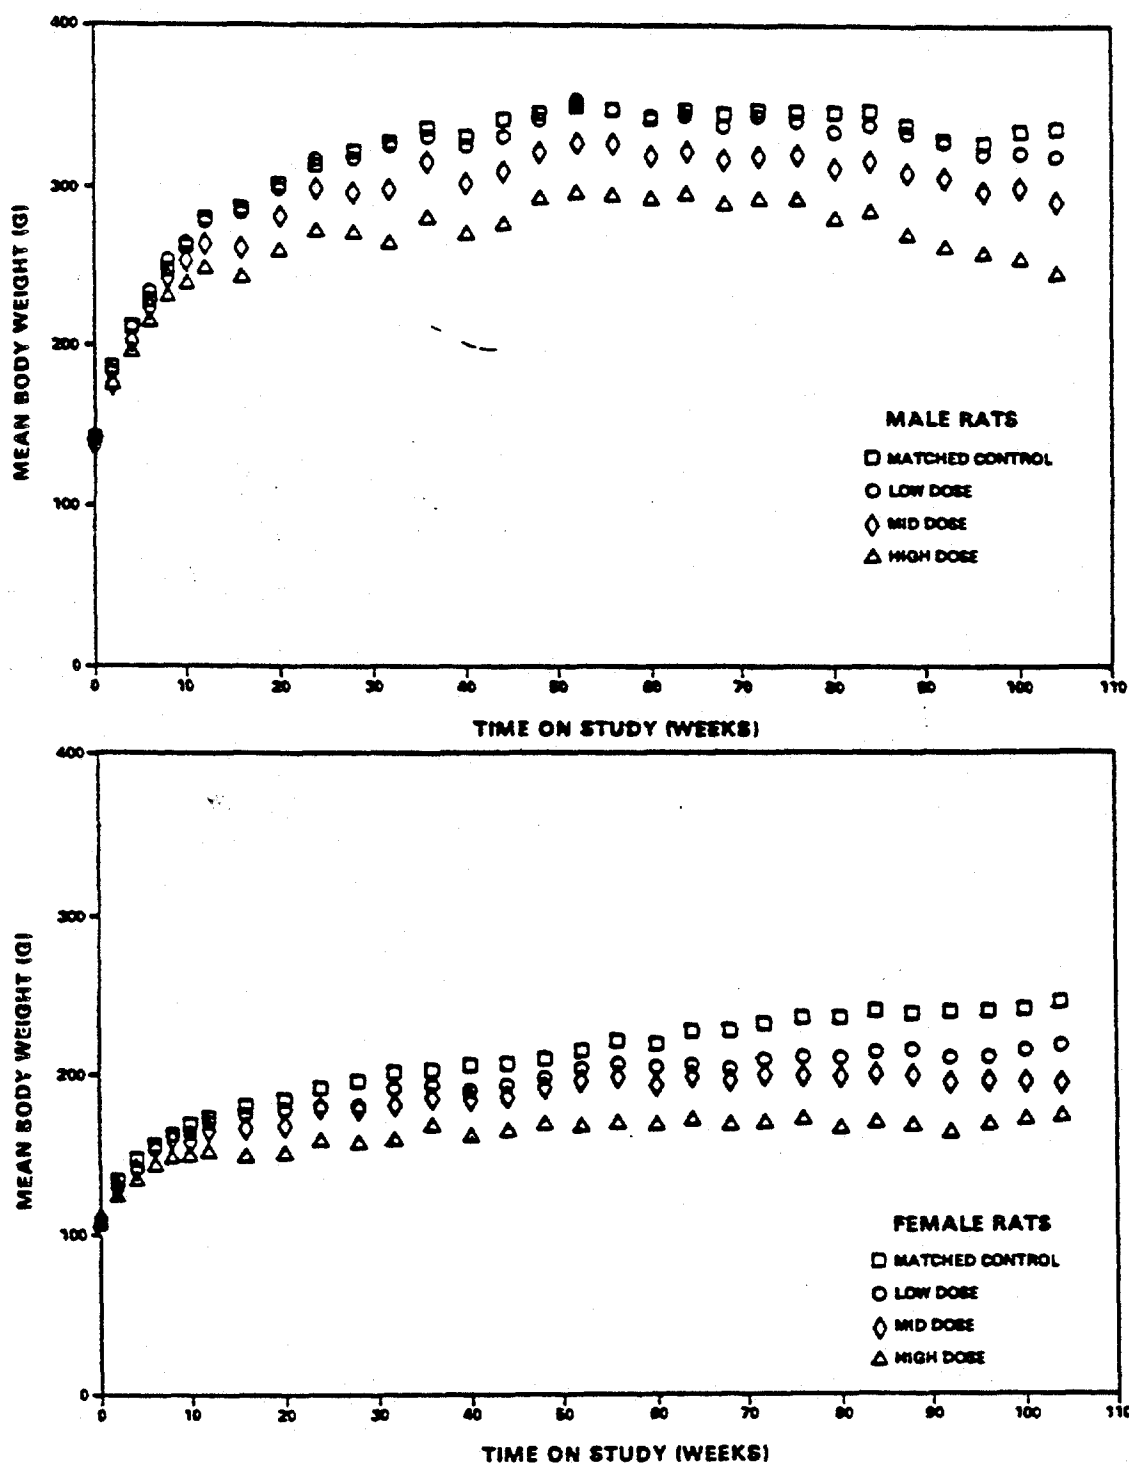 400
300
200
100
0
MEAN BODY WEIGHT (G)
MALE RATS
MATCHED CONTROL
LOW DOSE
MID DOSE
HIGH DOSE
0 10 20 30 40 50 60 70 80 90 100 110
TIME ON STUDY (WEEKS)
400
300
200
100
0
MEAN BODY WEIGHT (G)
FEMALE RATS
MATCHED CONTROL
LOW DOSE
MID DOSE
HIGH DOSE
0 10 20 30 40 50 60 70 80 90 100 110
TIME ON STUDY (WEEKS)